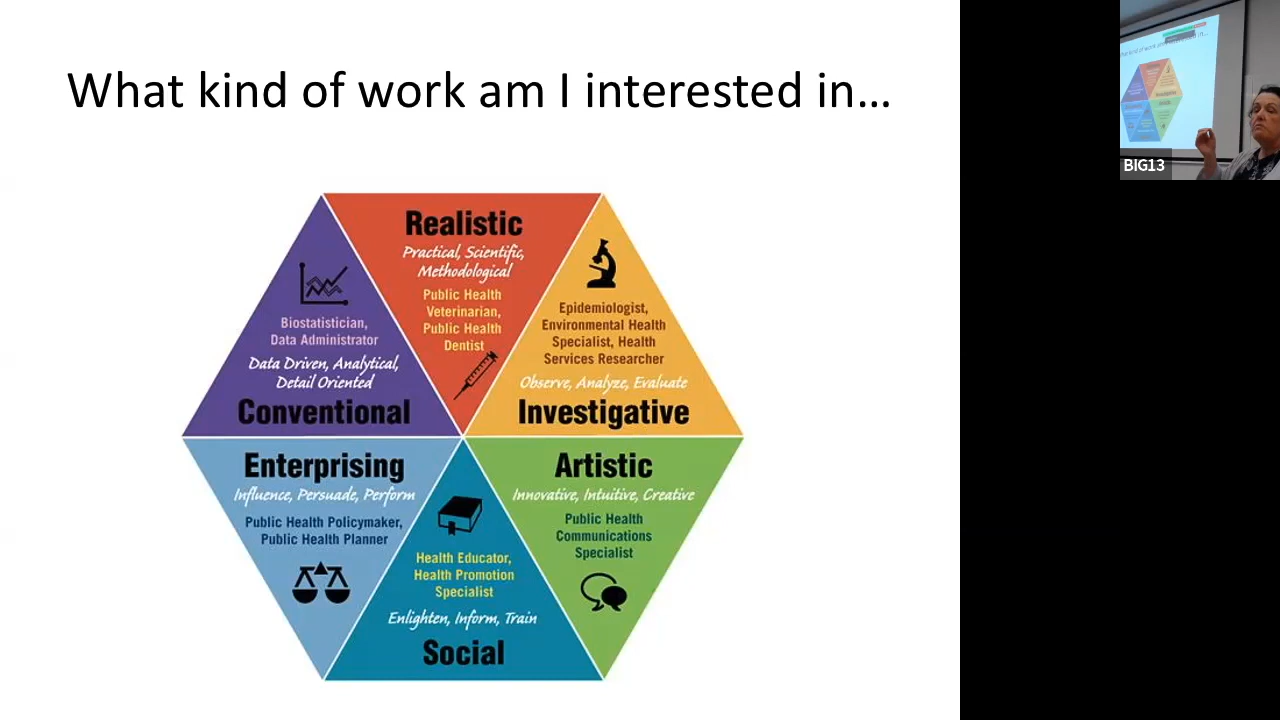 What kind of work am I interested in...
Realistic
Practical, Scientific,
Methodological
Public Health
Veterinarian,
Public Health
Dentist
Epidemiologist,
Environmental Health
Specialist, Health
Services Researcher
Observe, Analyze, Evaluate
Investigative
Biostatistician,
Data Administrator
Data Driven, Analytical,
Detail Oriented
Conventional
Enterprising
Influence, Persuade, Perform
Public Health Policymaker,
Public Health Planner
Health Educator,
Health Promotion
Specialist
Enlighten, Inform, Train
Social
Artistic
Innovative, Intuitive, Creative
Public Health
Communications
Specialist
BIG13